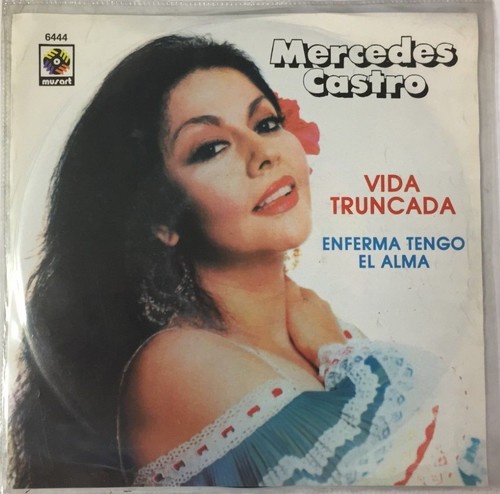 6444
musart
Mercedes
Castro
VIDA
TRUNCADA
ENFERMA TENGO
EL ALMA